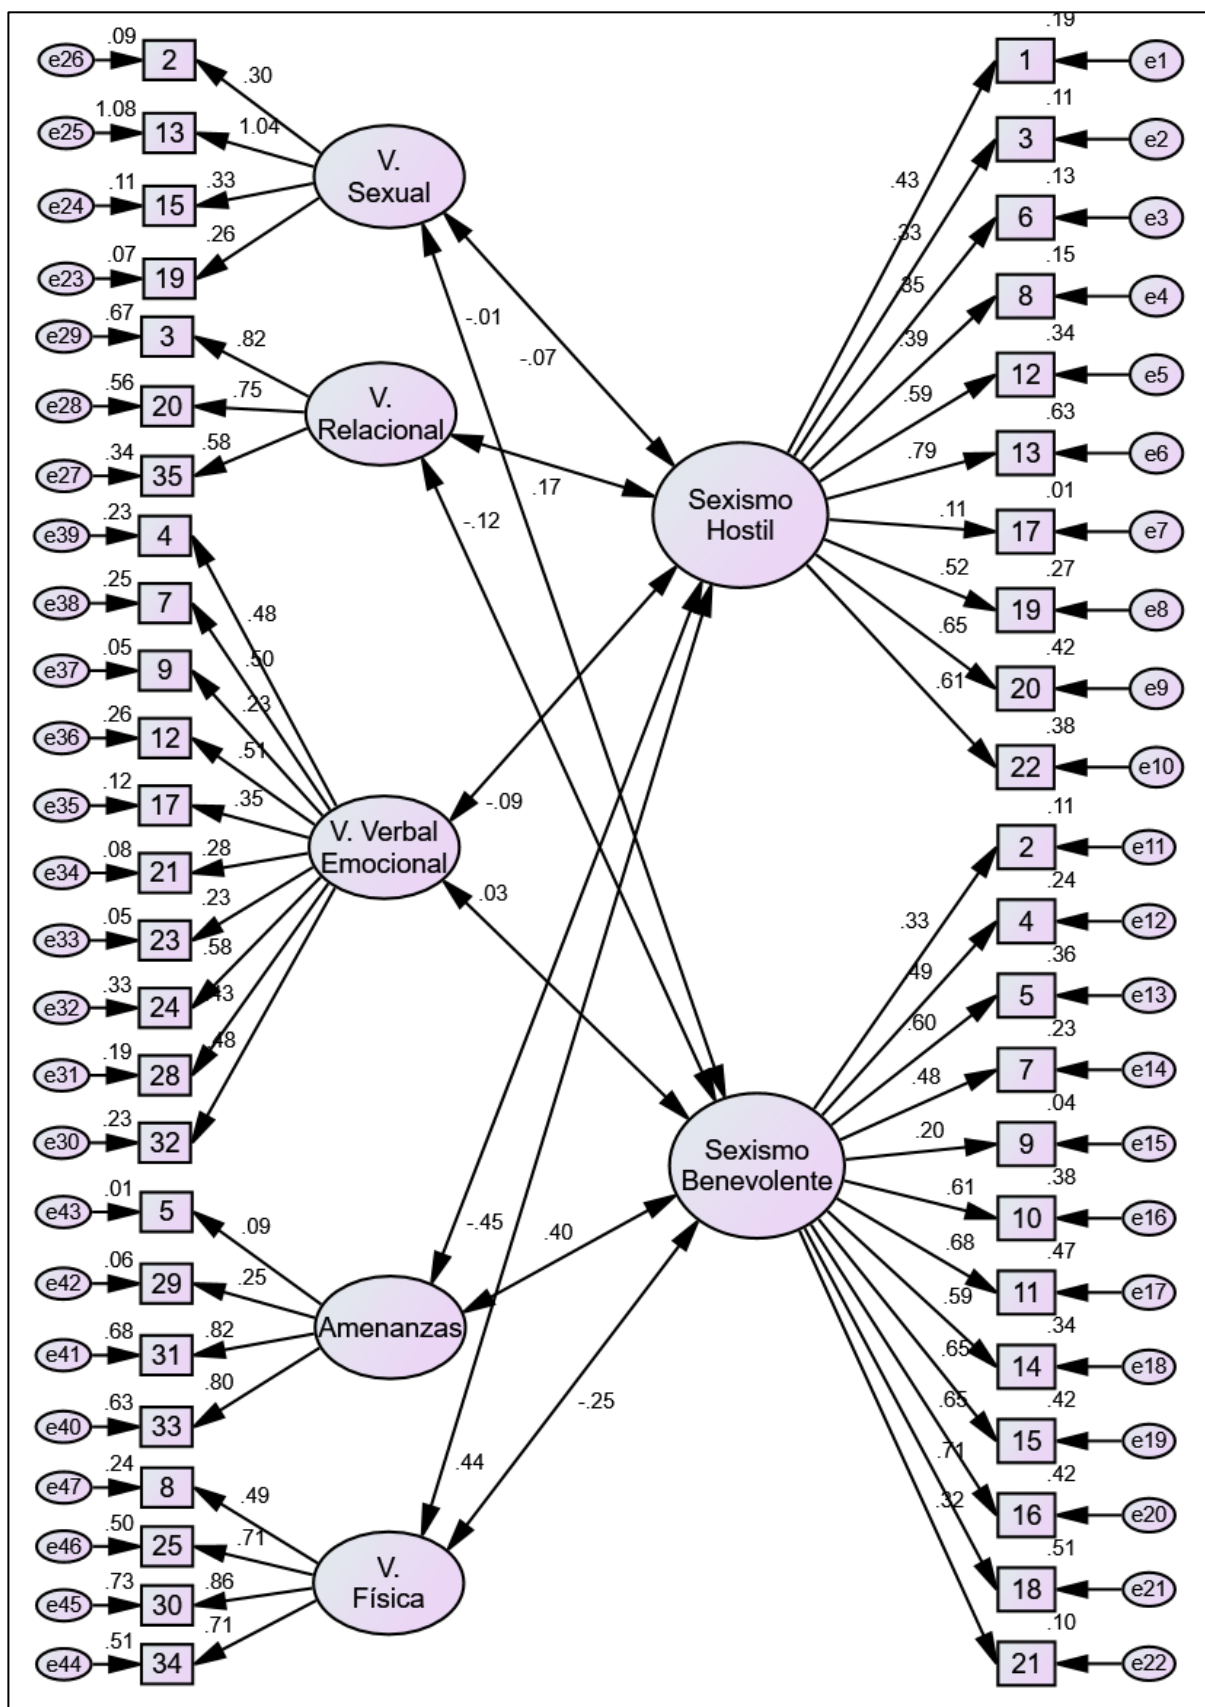 .09
e26
2
.30
1.08
e25
13
1.04
.11
e24
15
.33
.07
e23
19
.26
V.
Sexual
.67
e29
3
.82
.56
e28
20
.75
.34
e27
35
.58
V.
Relacional
.23
e39
4
.48
.25
e38
7
.50
.05
e37
9
.23
.26
e36
12
.51
.12
e35
17
.35
.08
e34
21
.28
.05
e33
23
.23
.33
e32
24
.58
.19
e31
28
.43
.23
e30
32
.48
V. Verbal
Emocional
.01
e43
5
.09
.06
e42
29
.25
.68
e41
31
.82
.63
e40
33
.80
Amenanzas
.24
e47
8
.49
.50
e46
25
.71
.73
e45
30
.86
.51
e44
34
.71
V.
Física
-.01
-.07
.17
-.12
-.09
.03
-.45
.40
-.25
.44
Sexismo
Hostil
.43
1
.19
e1
.33
3
.11
e2
.35
6
.13
e3
.39
8
.15
e4
.59
12
.34
e5
.79
13
.63
e6
.11
17
.01
e7
.52
19
.27
e8
.65
20
.42
e9
.61
22
.38
e10
Sexismo
Benevolente
.33
2
.11
e11
.49
4
.24
e12
.60
5
.36
e13
.48
7
.23
e14
.20
9
.04
e15
.61
10
.38
e16
.68
11
.47
e17
.59
14
.34
e18
.65
15
.42
e19
.65
16
.42
e20
.71
18
.51
e21
.32
21
.10
e22